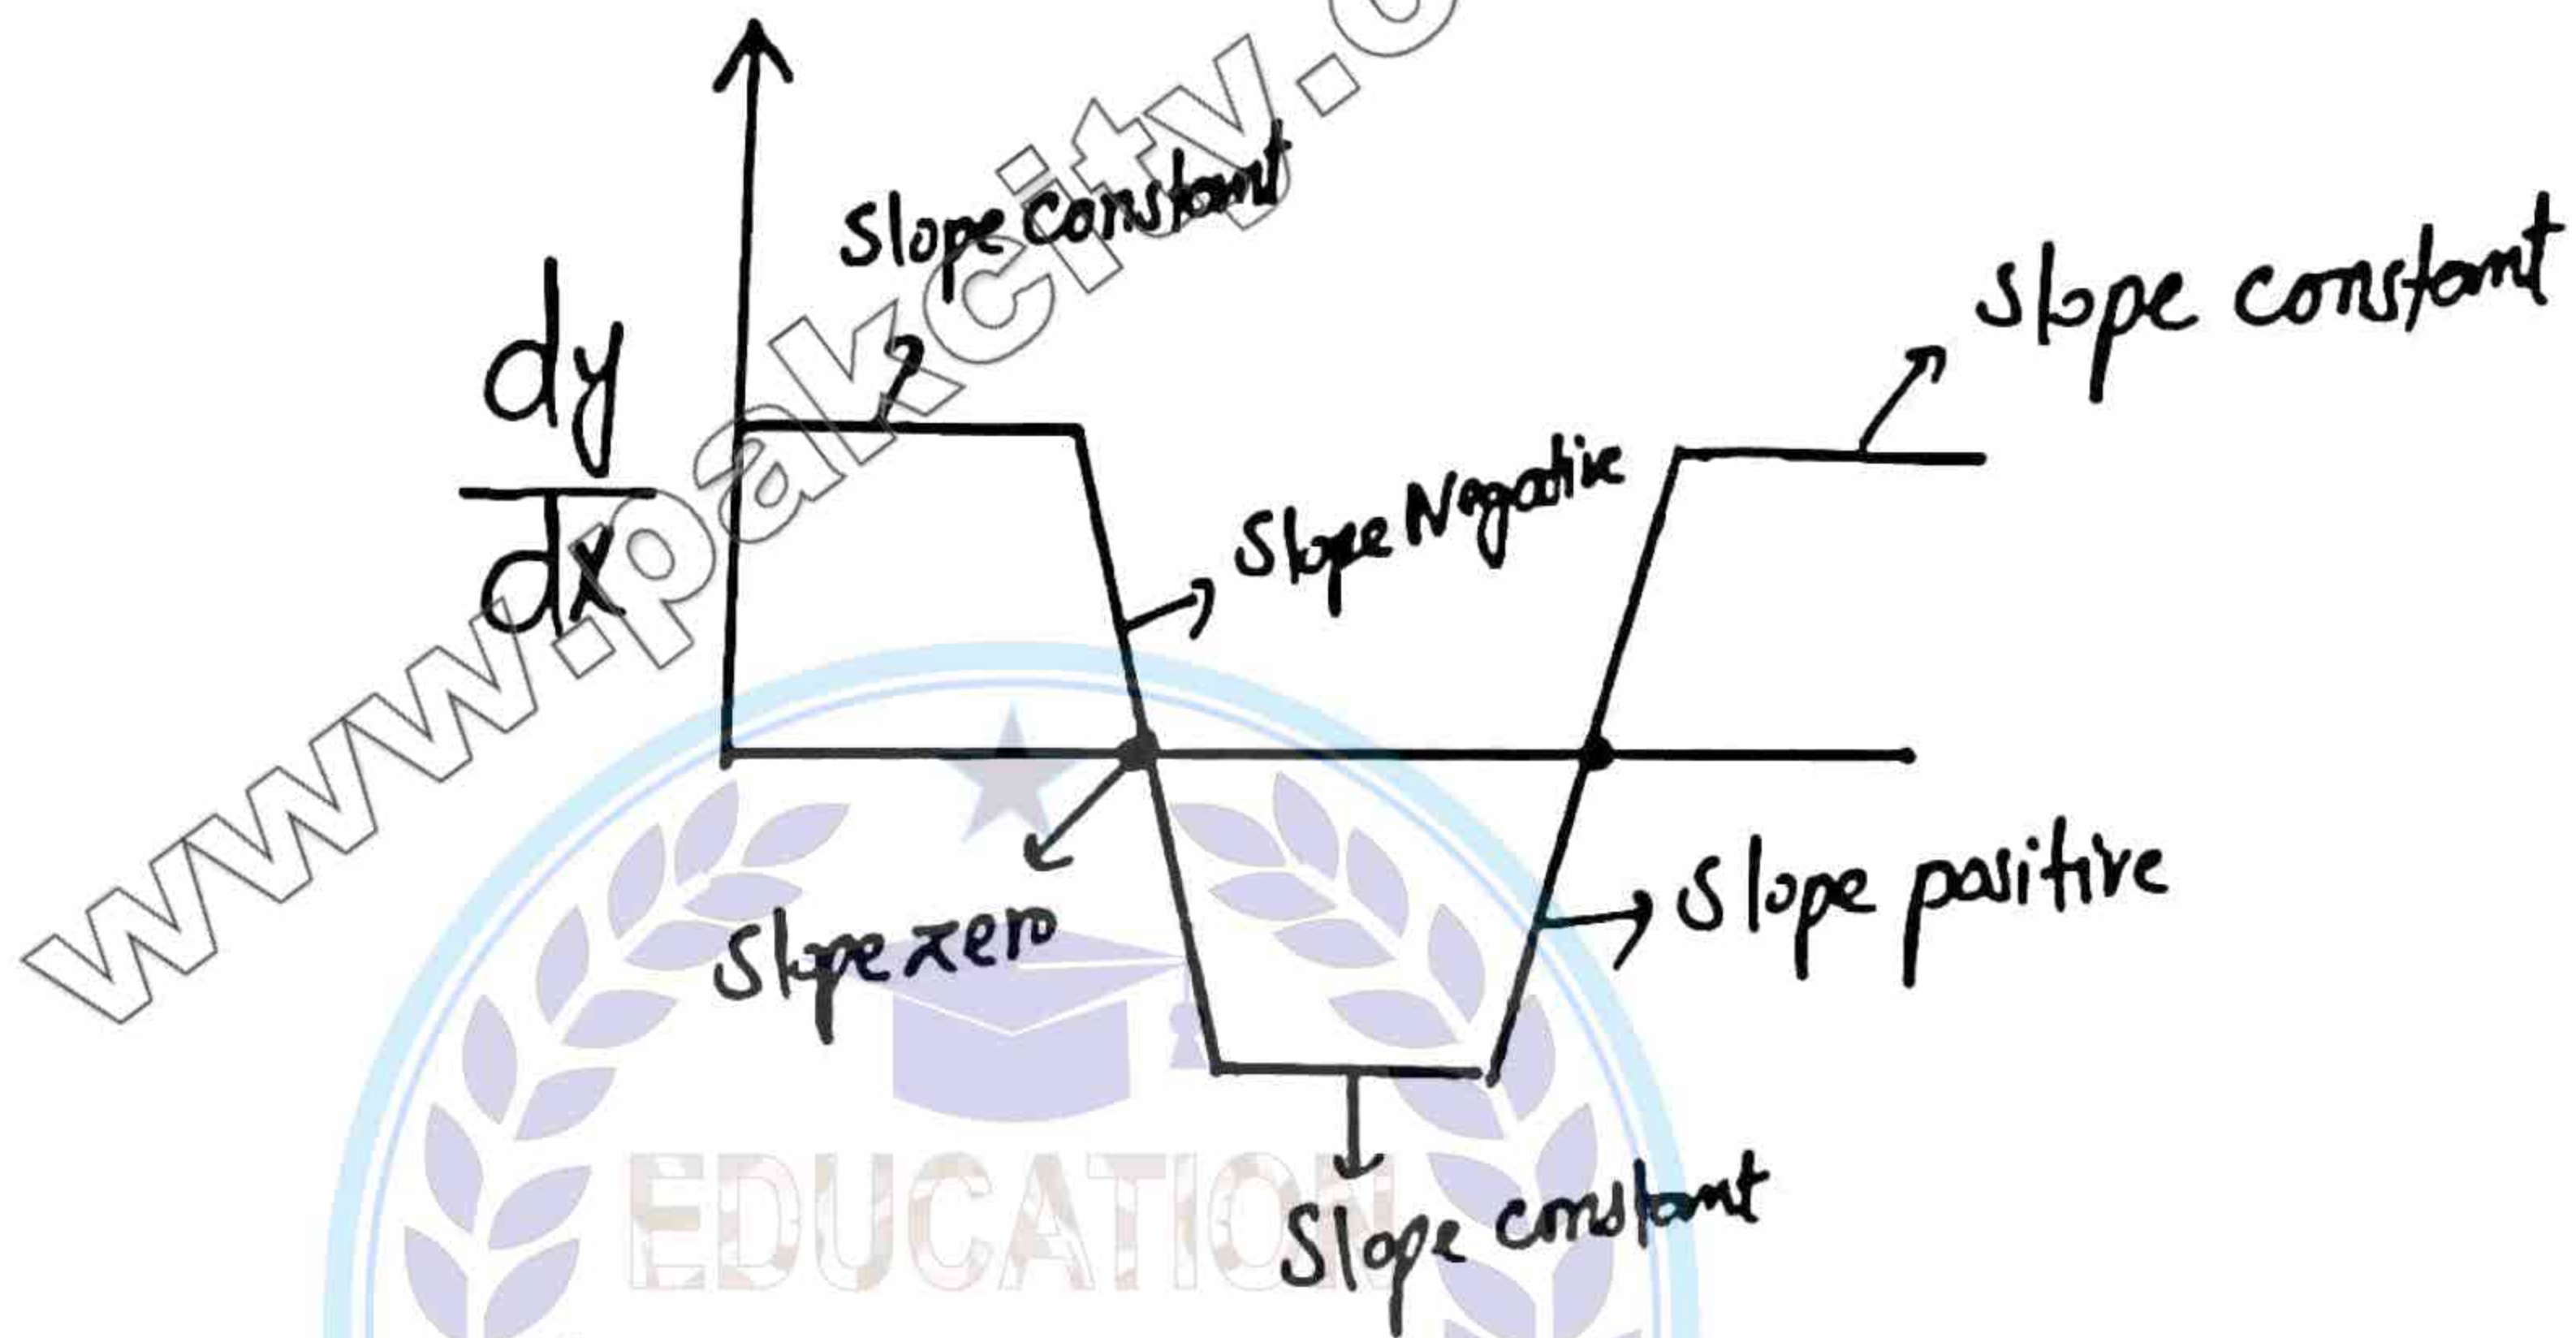 Slope constant
Slope constant
dy
dx
Slope Negative
Slope zero
Slope positive
Slope constant
www.pakcity.o
EDUCATION